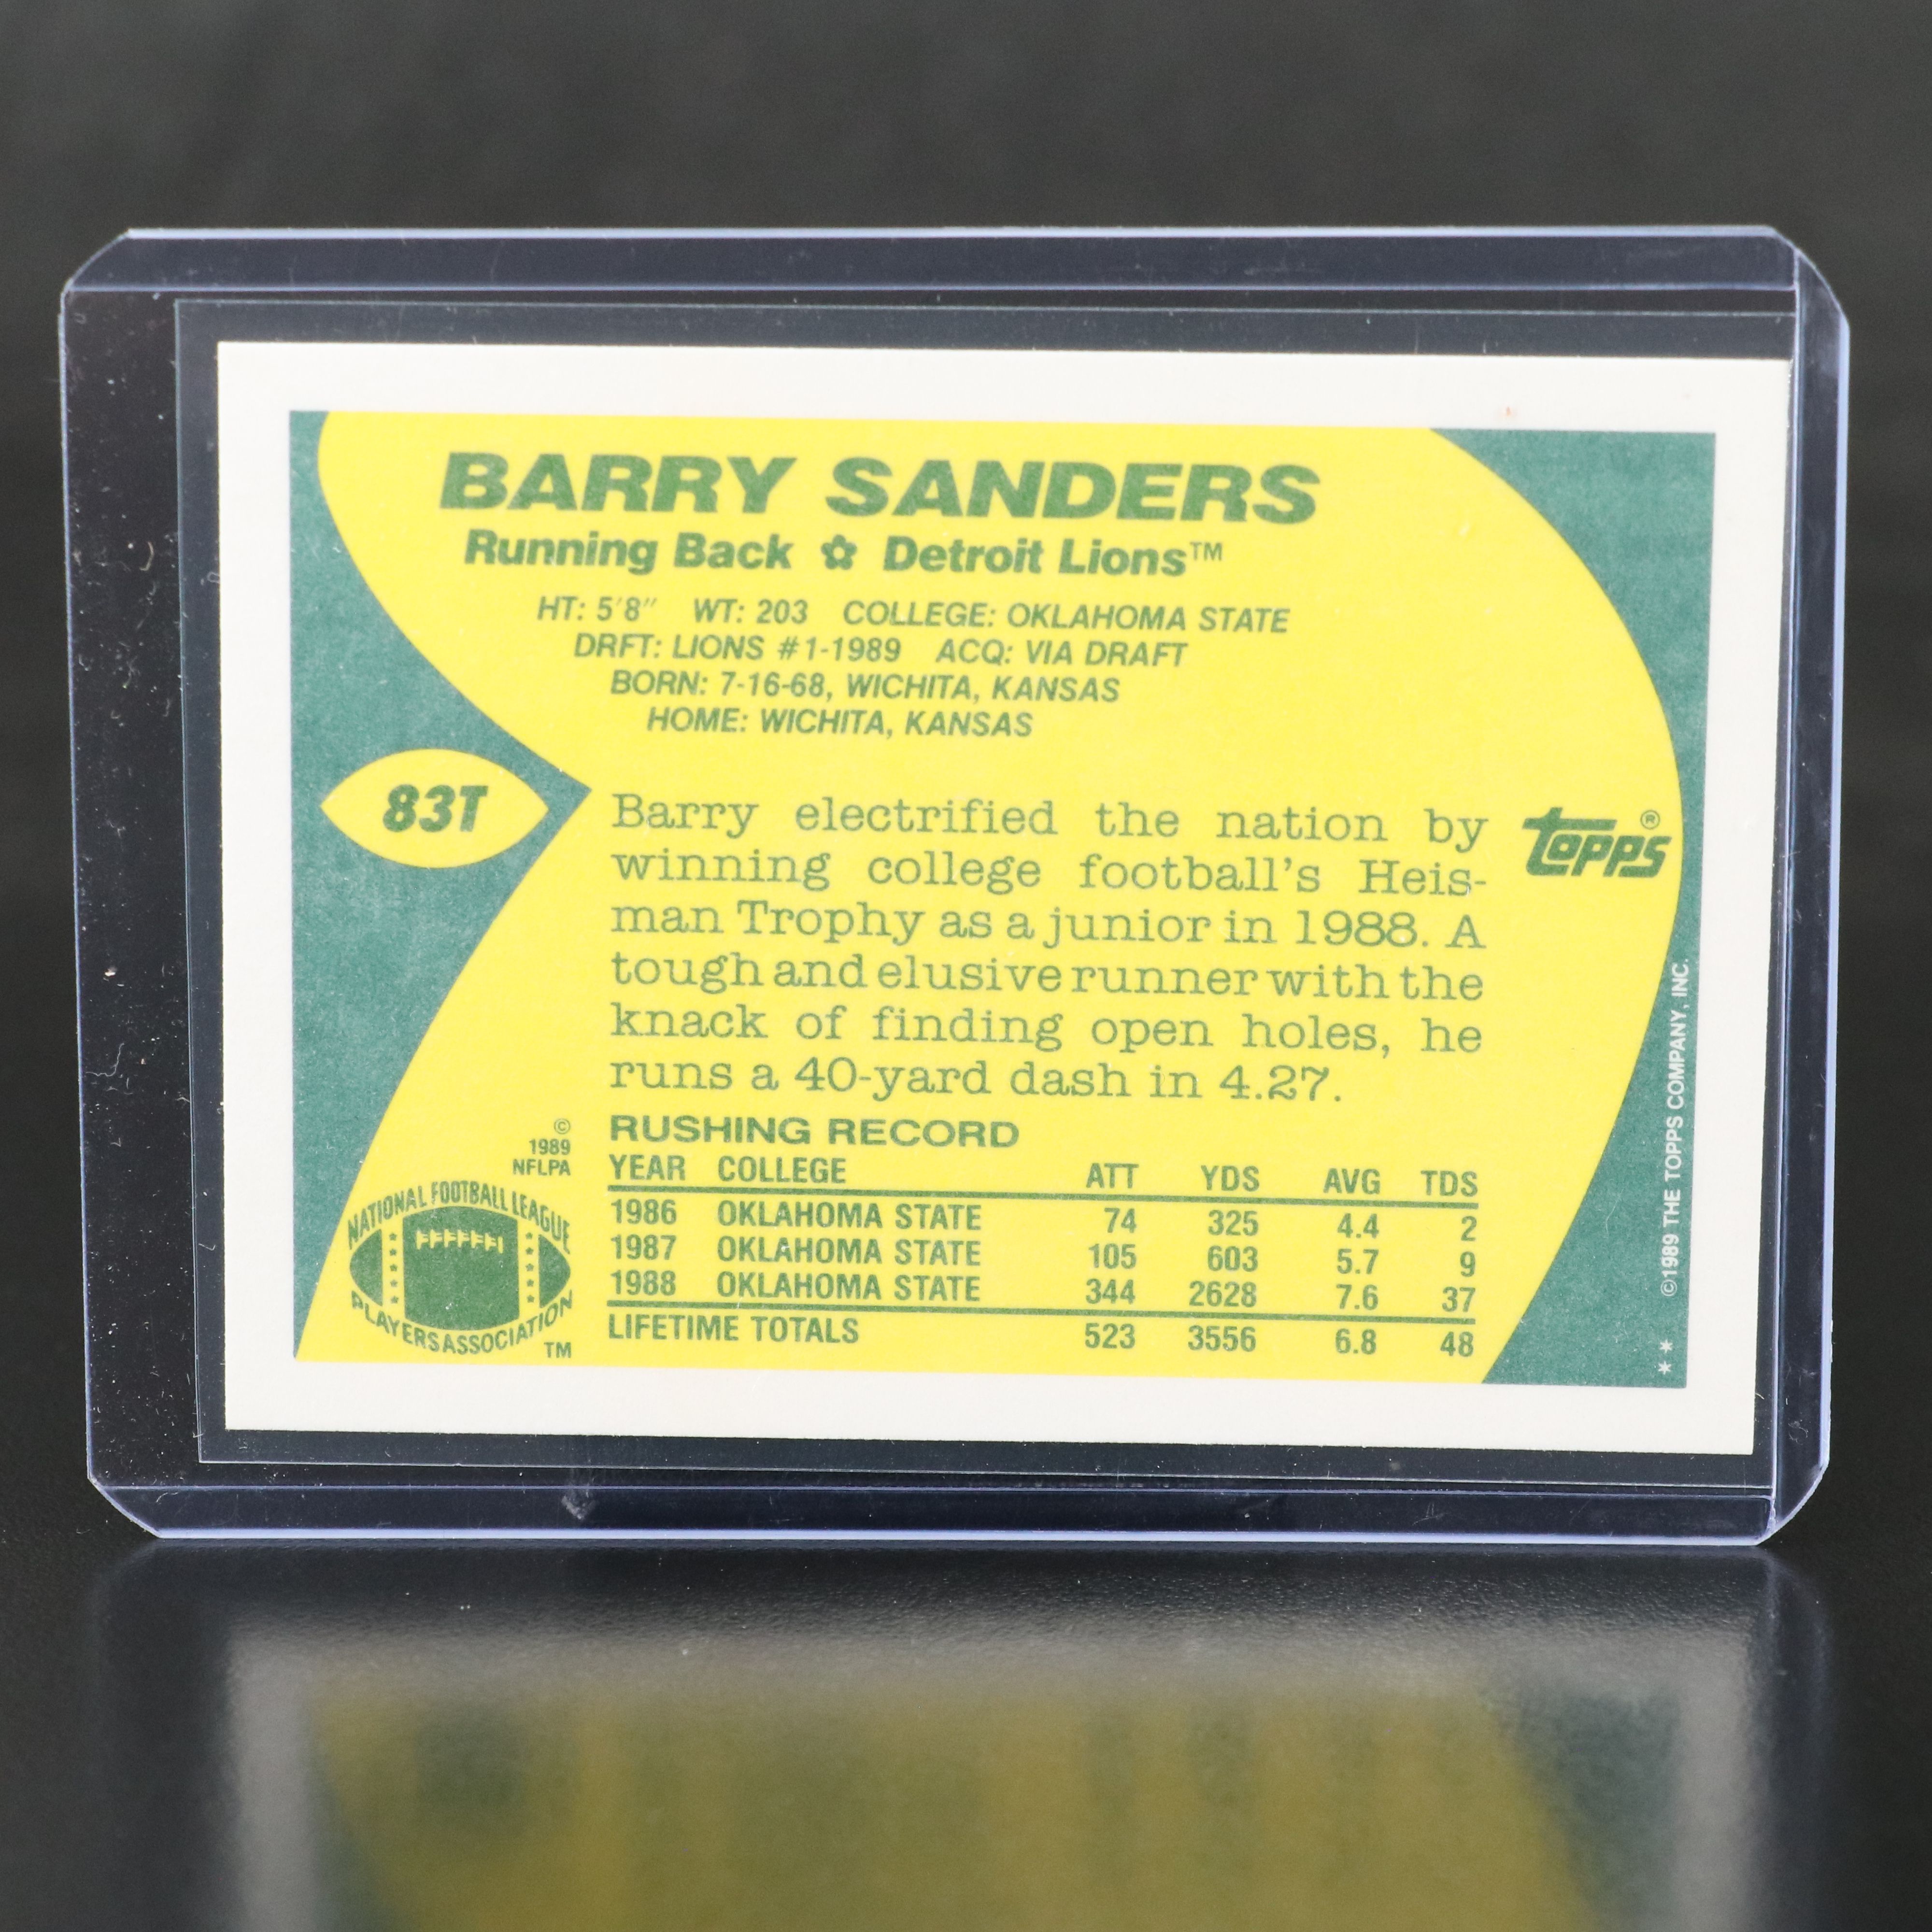 BARRY SANDERS
Running Back ✿ Detroit Lions™
HT: 5'8" WT: 203 COLLEGE: OKLAHOMA STATE
DRFT: LIONS #1-1989 ACQ: VIA DRAFT
BORN: 7-16-68, WICHITA, KANSAS
HOME: WICHITA, KANSAS
83T
Barry electrified the nation by
winning college football's Heis-
man Trophy as a junior in 1988. A
tough and elusive runner with the
knack of finding open holes, he
runs a 40-yard dash in 4.27.
topps®
RUSHING RECORD
YEAR COLLEGE ATT YDS AVG TDS
1986 OKLAHOMA STATE 74 325 4.4 2
1987 OKLAHOMA STATE 105 603 5.7 9
1988 OKLAHOMA STATE 344 2628 7.6 37
LIFETIME TOTALS 523 3556 6.8 48
©
1989
NFLPA
NATIONAL FOOTBALL LEAGUE
PLAYERS ASSOCIATION
TM
©1989 THE TOPPS COMPANY, INC.
**